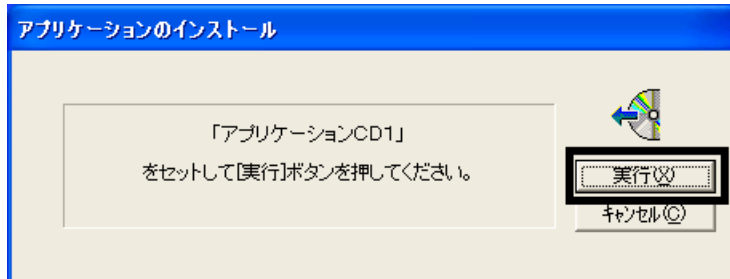 アプリケーションのインストール
「アプリケーションCD1」
をセットして[実行]ボタンを押してください。
実行(X)
キャンセル(C)